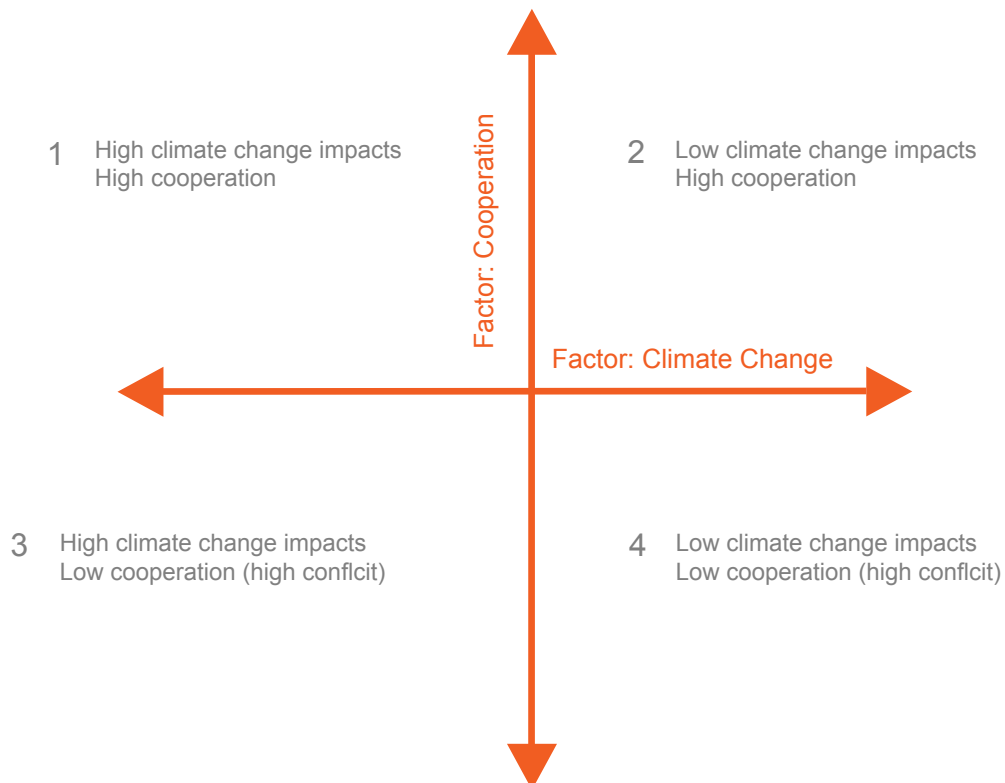 Factor: Cooperation
1
High climate change impacts
High cooperation
2
Low climate change impacts
High cooperation
Factor: Climate Change
3
High climate change impacts
Low cooperation (high conflcit)
4
Low climate change impacts
Low cooperation (high conflcit)